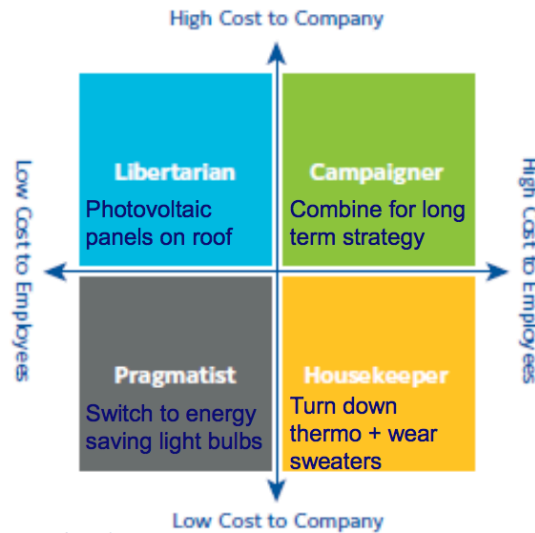 High Cost to Company
Low Cost to Employees
High Cost to Employees
Libertarian
Photovoltaic
panels on roof
Campaigner
Combine for long
term strategy
Pragmatist
Switch to energy
saving light bulbs
Housekeeper
Turn down
thermo + wear
sweaters
Low Cost to Company